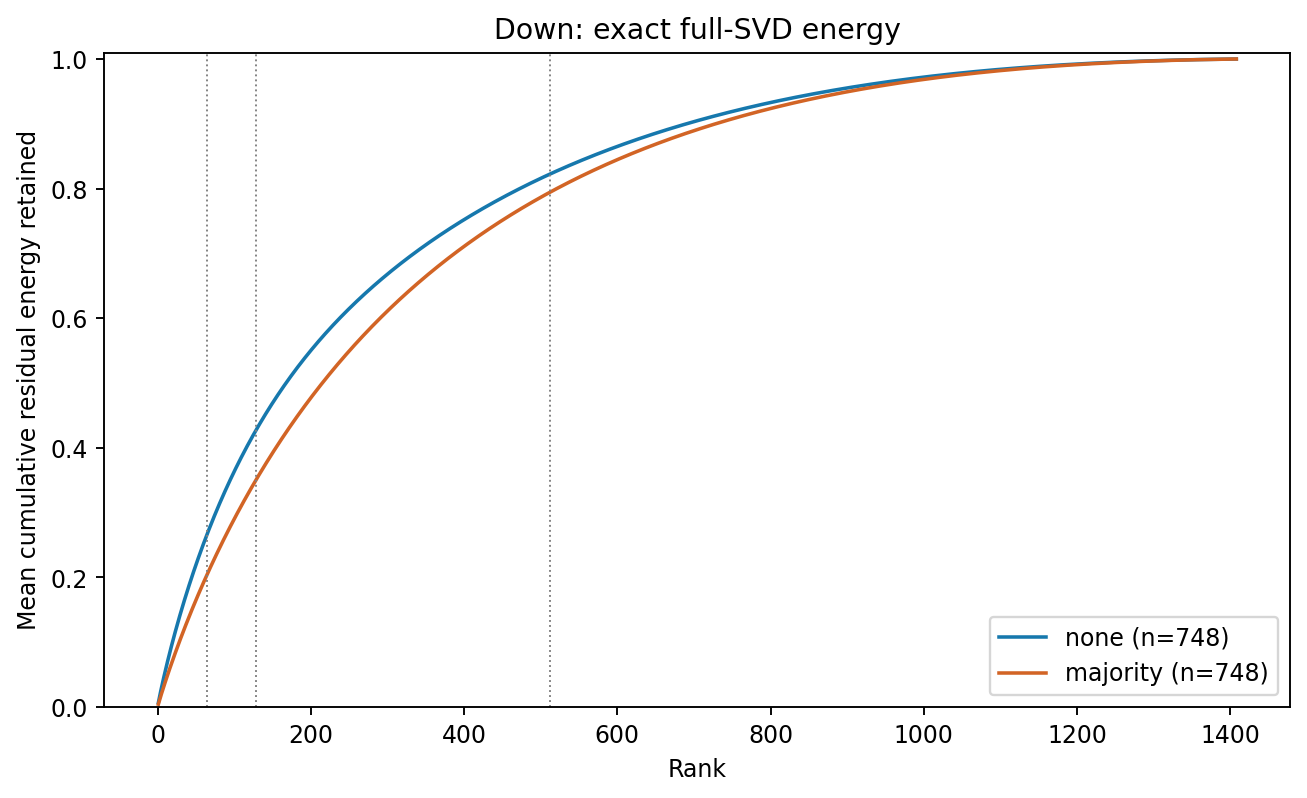 Down: exact full-SVD energy
Mean cumulative residual energy retained
1.0
0.8
0.6
0.4
0.2
0.0
0 200 400 600 800 1000 1200 1400
Rank
none (n=748)
majority (n=748)